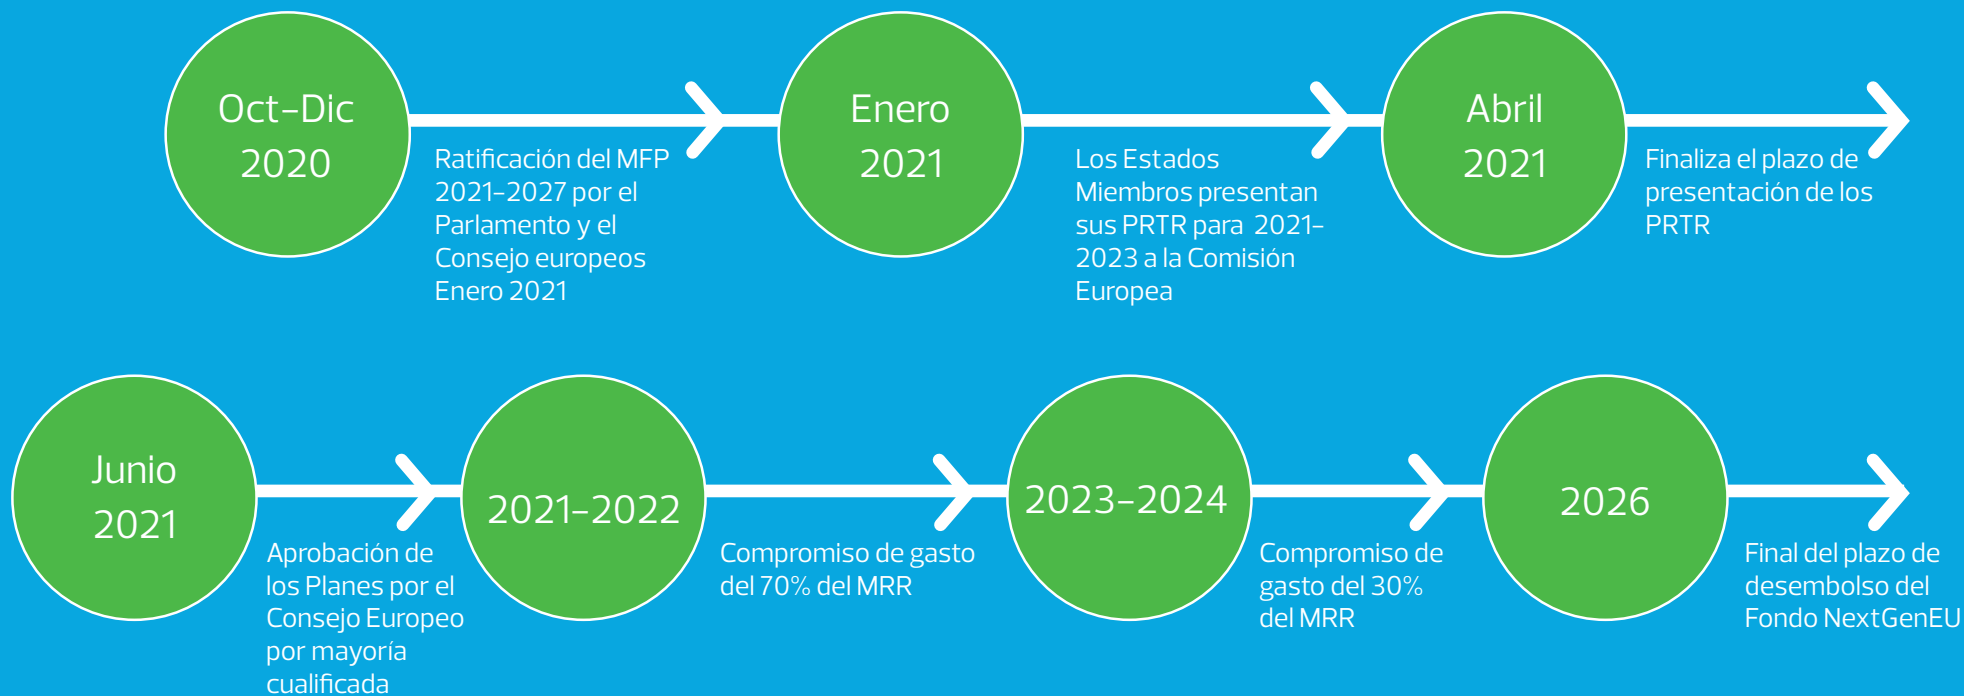 Oct-Dic
2020
Ratificación del MFP
2021-2027 por el
Parlamento y el
Consejo europeos
Enero 2021
Enero
2021
Los Estados
Miembros presentan
sus PRTR para 2021-
2023 a la Comisión
Europea
Abril
2021
Finaliza el plazo de
presentación de los
PRTR
Junio
2021
Aprobación de
los Planes por el
Consejo Europeo
por mayoría
cualificada
2021-2022
Compromiso de gasto
del 70% del MRR
2023-2024
Compromiso de
gasto del 30%
del MRR
2026
Final del plazo de
desembolso del
Fondo NextGenEU